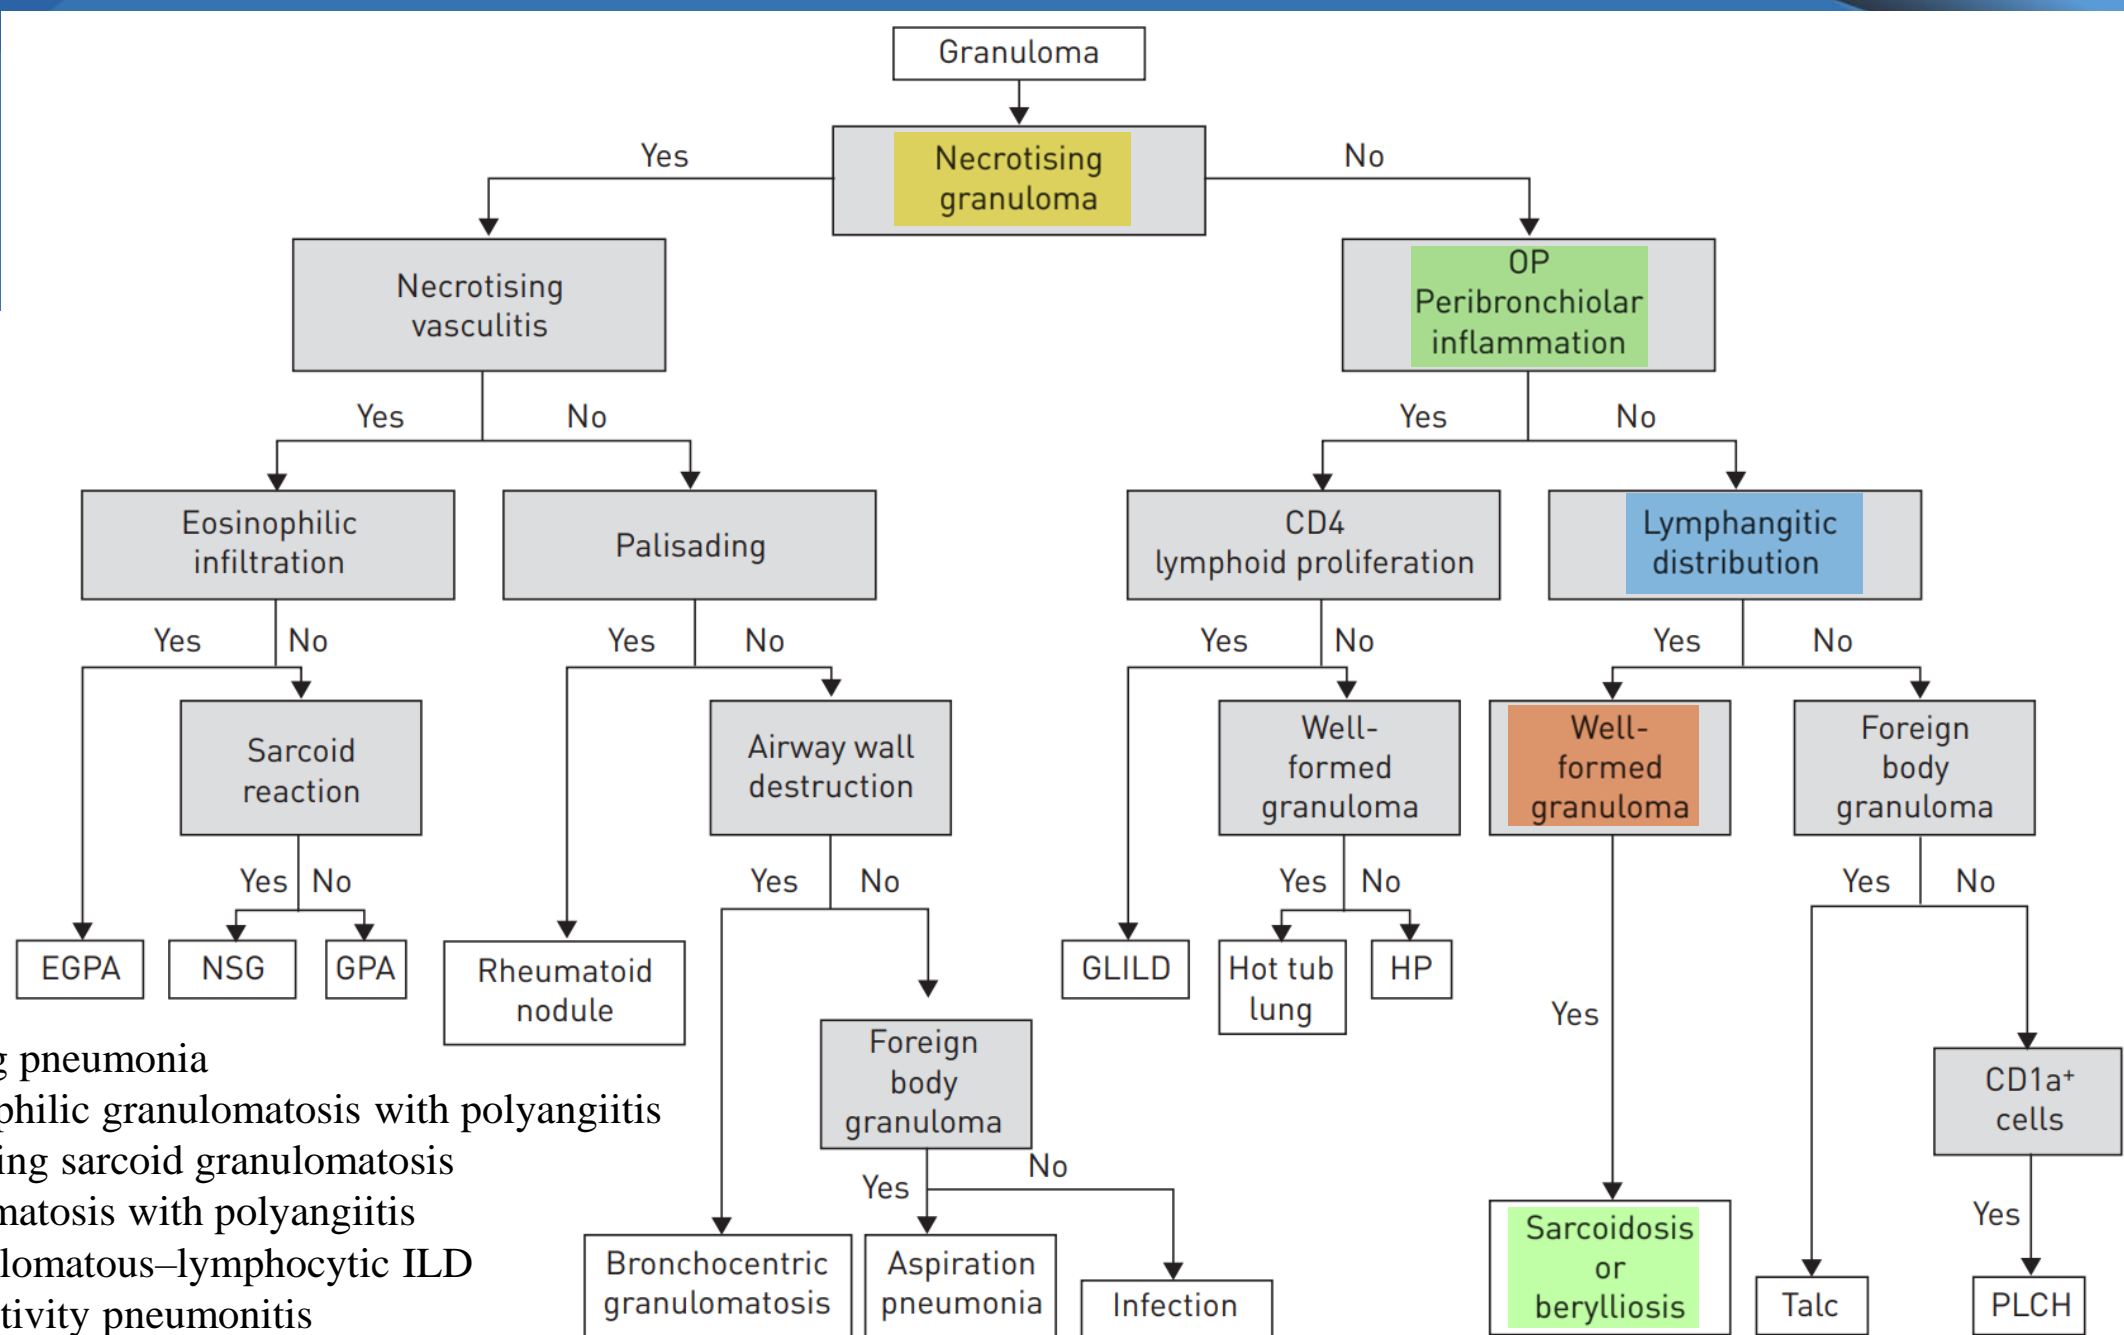 Granuloma
Yes
Necrotising
granuloma
No
Necrotising
vasculitis
OP
Peribronchiolar
inflammation
Yes
No
Yes
No
Eosinophilic
infiltration
Palisading
CD4
lymphoid proliferation
Lymphangitic
distribution
Yes
No
Yes
No
Yes
No
Yes
No
Sarcoid
reaction
Airway wall
destruction
Well-
formed
granuloma
Well-
formed
granuloma
Foreign
body
granuloma
Yes
No
Yes
No
Yes
No
Yes
No
EGPA
NSG
GPA
Rheumatoid
nodule
GLILD
Hot tub
lung
HP
Yes
Foreign
body
granuloma
CD1a+
cells
Yes
No
Yes
Bronchocentric
granulomatosis
Aspiration
pneumonia
Infection
Sarcoidosis
or
berylliosis
Talc
PLCH
g pneumonia
philic granulomatosis with polyangiitis
ing sarcoid granulomatosis
matosis with polyangiitis
lomatous–lymphocytic ILD
tivity pneumonitis